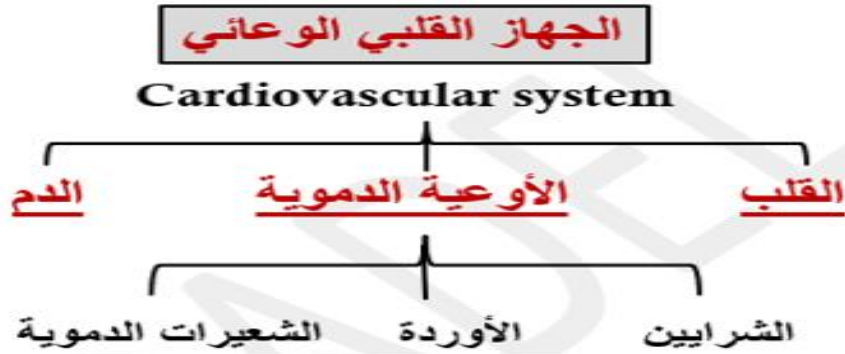 الجهاز القلبي الوعائي
Cardiovascular system
القلب الأوعية الدموية الدم
الشرايين الأوردة الشعيرات الدموية